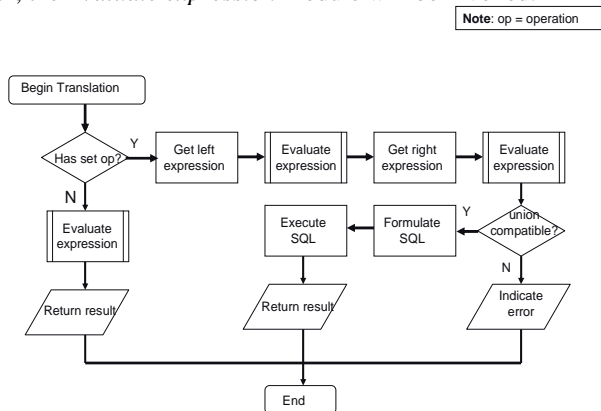 Note: op = operation
Begin Translation
Has set op?
Y
Get left
expression
Evaluate
expression
Get right
expression
Evaluate
expression
N
Evaluate
expression
Execute
SQL
Formulate
SQL
Y
union
compatible?
N
Return result
Return result
Indicate
error
End